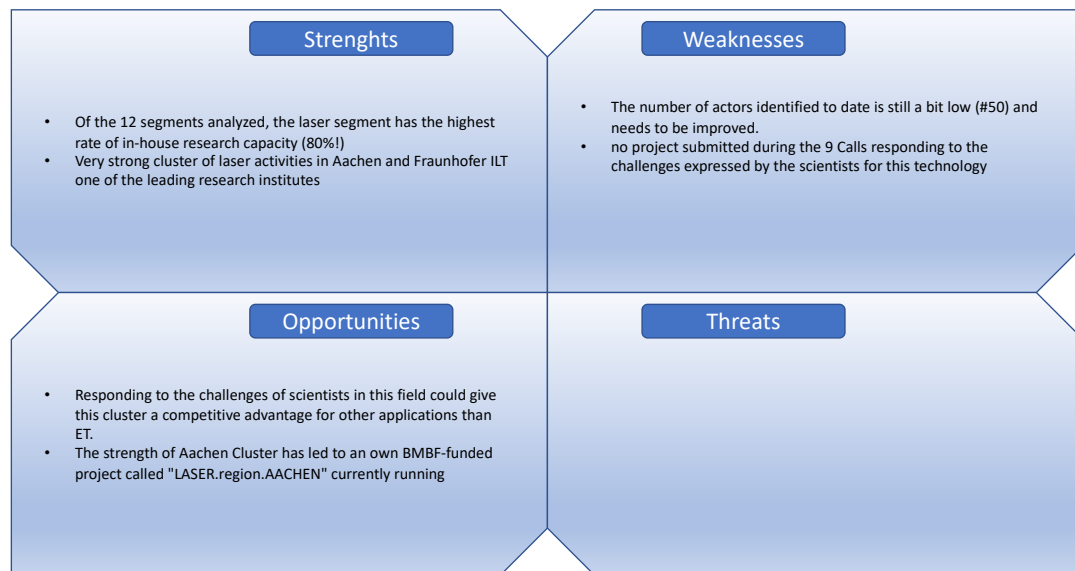 Strenghts
• Of the 12 segments analyzed, the laser segment has the highest
rate of in-house research capacity (80%!)
• Very strong cluster of laser activities in Aachen and Fraunhofer ILT
one of the leading research institutes
Weaknesses
• The number of actors identified to date is still a bit low (#50) and
needs to be improved.
• no project submitted during the 9 Calls responding to the
challenges expressed by the scientists for this technology
Opportunities
• Responding to the challenges of scientists in this field could give
this cluster a competitive advantage for other applications than
ET.
• The strength of Aachen Cluster has led to an own BMBF-funded
project called "LASER.region.AACHEN" currently running
Threats